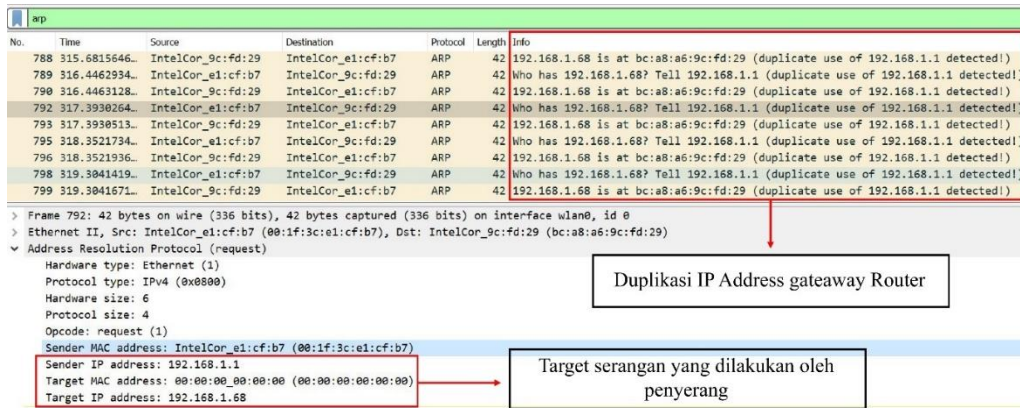 arp
No. Time Source Destination Protocol Length Info
788 315.6815646… IntelCor_9c:fd:29 IntelCor_e1:cf:b7 ARP 42 192.168.1.68 is at bc:a8:a6:9c:fd:29 (duplicate use of 192.168.1.1 detected!)
789 316.4462934… IntelCor_e1:cf:b7 IntelCor_9c:fd:29 ARP 42 Who has 192.168.1.68? Tell 192.168.1.1 (duplicate use of 192.168.1.1 detected!)
790 316.4463128… IntelCor_9c:fd:29 IntelCor_e1:cf:b7 ARP 42 192.168.1.68 is at bc:a8:a6:9c:fd:29 (duplicate use of 192.168.1.1 detected!)
792 317.3930264… IntelCor_e1:cf:b7 IntelCor_9c:fd:29 ARP 42 Who has 192.168.1.68? Tell 192.168.1.1 (duplicate use of 192.168.1.1 detected!)
793 317.3930513… IntelCor_9c:fd:29 IntelCor_e1:cf:b7 ARP 42 192.168.1.68 is at bc:a8:a6:9c:fd:29 (duplicate use of 192.168.1.1 detected!)
795 318.3521734… IntelCor_e1:cf:b7 IntelCor_9c:fd:29 ARP 42 Who has 192.168.1.68? Tell 192.168.1.1 (duplicate use of 192.168.1.1 detected!)
796 318.3521936… IntelCor_9c:fd:29 IntelCor_e1:cf:b7 ARP 42 192.168.1.68 is at bc:a8:a6:9c:fd:29 (duplicate use of 192.168.1.1 detected!)
798 319.3041419… IntelCor_e1:cf:b7 IntelCor_9c:fd:29 ARP 42 Who has 192.168.1.68? Tell 192.168.1.1 (duplicate use of 192.168.1.1 detected!)
799 319.3041671… IntelCor_9c:fd:29 IntelCor_e1:cf:b7 ARP 42 192.168.1.68 is at bc:a8:a6:9c:fd:29 (duplicate use of 192.168.1.1 detected!)
Frame 792: 42 bytes on wire (336 bits), 42 bytes captured (336 bits) on interface wlan0, id 0
Ethernet II, Src: IntelCor_e1:cf:b7 (00:1f:3c:e1:cf:b7), Dst: IntelCor_9c:fd:29 (bc:a8:a6:9c:fd:29)
Address Resolution Protocol (request)
Hardware type: Ethernet (1)
Protocol type: IPv4 (0x0800)
Hardware size: 6
Protocol size: 4
Opcode: request (1)
Sender MAC address: IntelCor_e1:cf:b7 (00:1f:3c:e1:cf:b7)
Sender IP address: 192.168.1.1
Target MAC address: 00:00:00_00:00:00 (00:00:00:00:00:00)
Target IP address: 192.168.1.68
Duplikasi IP Address gateaway Router
Target serangan yang dilakukan oleh
penyerang